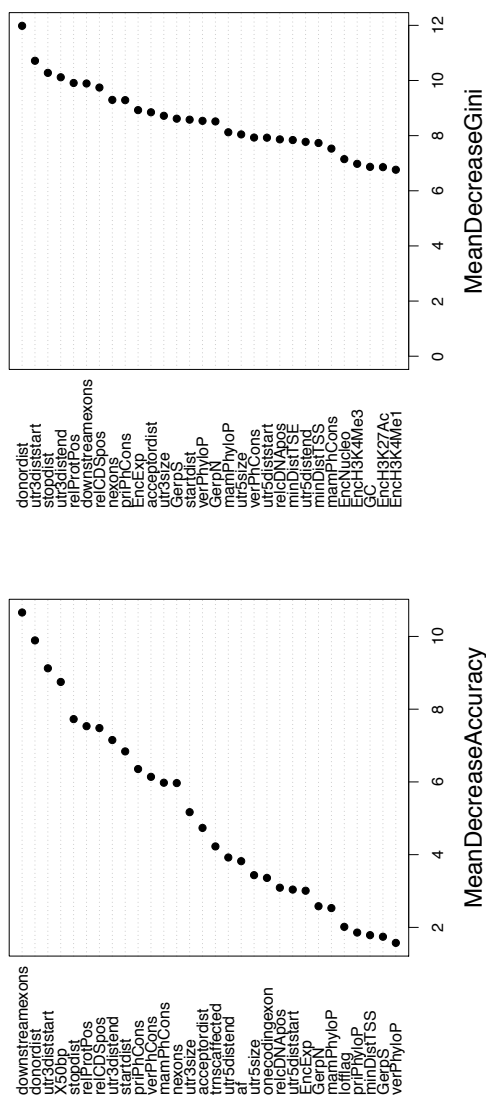 downstreamexons
donordist
utr3diststart
X50bp
stopdist
relProtPos
relCDSpos
utr3distend
startdist
priPhCons
verPhCons
mamPhCons
nexons
utr3size
acceptordist
trnscaffected
utr5distend
af
utr5size
onecodingexon
relcDNApos
utr5diststart
EncExp
GerpN
mamPhyloP
lofflag
priPhyloP
minDistTSS
GerpS
verPhyloP
2
4
6
8
10
MeanDecreaseAccuracy
donordist
utr3diststart
stopdist
utr3distend
relProtPos
downstreamexons
relCDSpos
nexons
priPhCons
EncExp
acceptordist
utr3size
GerpS
startdist
verPhyloP
GerpN
mamPhyloP
utr5size
verPhCons
utr5diststart
relcDNApos
minDistTSE
utr5distend
minDistTSS
mamPhCons
EncNucleo
EncH3K4Me3
GC
EncH3K27Ac
EncH3K4Me1
0
2
4
6
8
10
12
MeanDecreaseGini